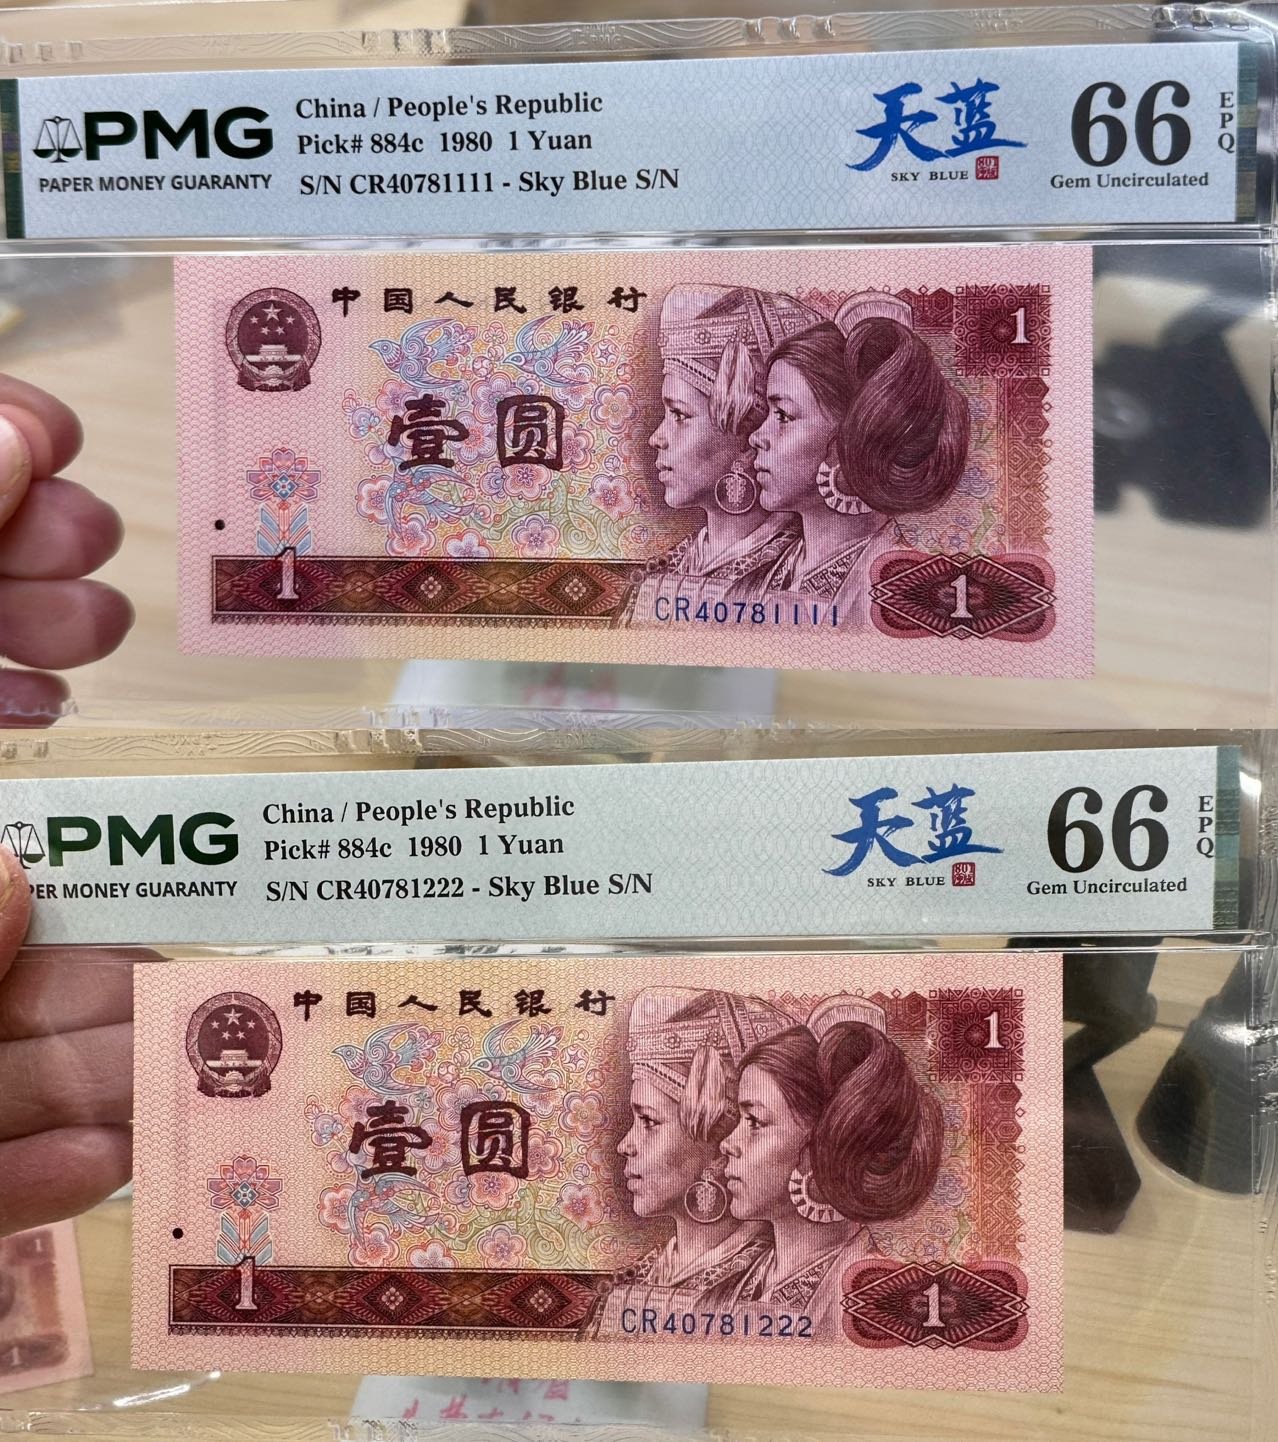 PMG
PAPER MONEY GUARANTY
China / People's Republic
Pick# 884c 1980 1 Yuan
S/N CR40781111 - Sky Blue S/N
天蓝
SKY BLUE
66 EPQ
Gem Uncirculated
中国人民银行
1
壹圆
1
CR40781111
1
PMG
PER MONEY GUARANTY
China / People's Republic
Pick# 884c 1980 1 Yuan
S/N CR40781222 - Sky Blue S/N
天蓝
SKY BLUE
66 EPQ
Gem Uncirculated
中国人民银行
1
壹圆
1
CR40781222
1
1
1